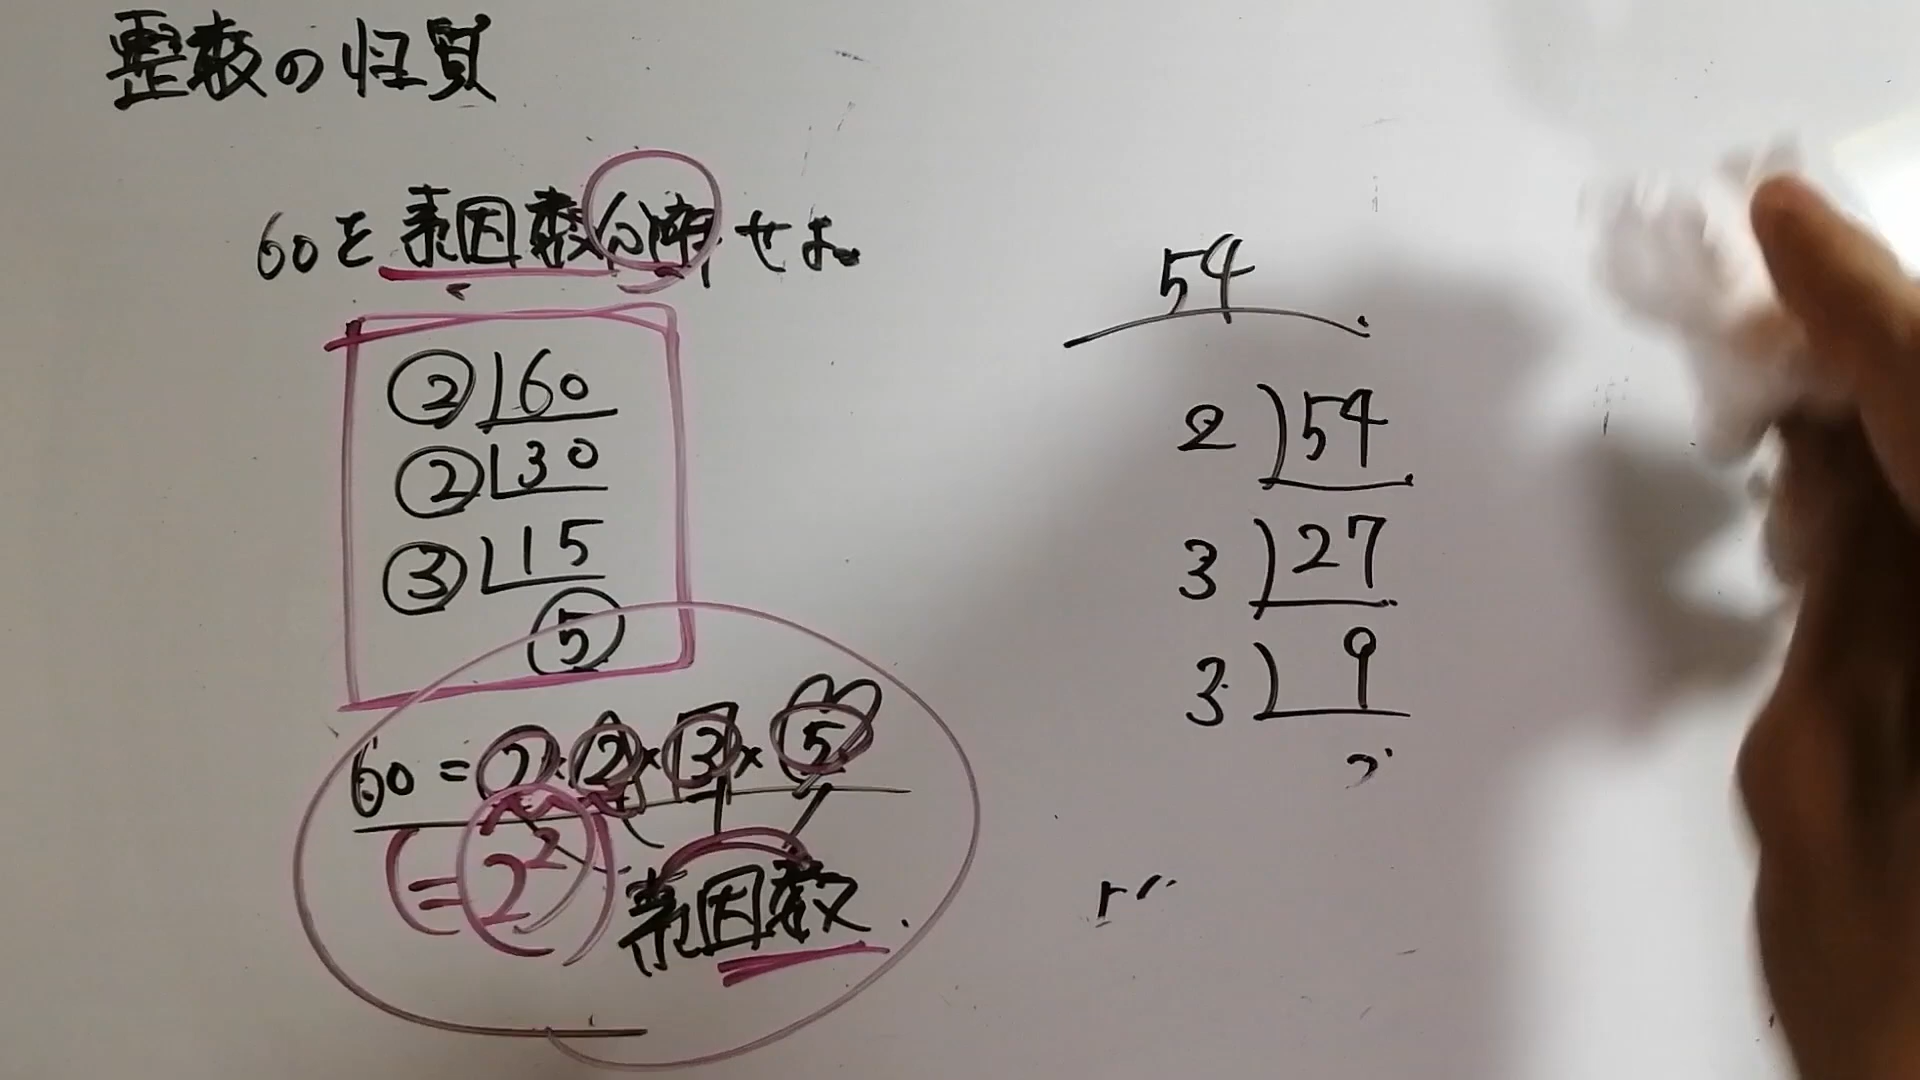 整数の性質
60を素因数分解せよ。
2 60
2 30
3 15
5
60 = 2・2×3×5
= 2²
素因数
54
2 ) 54
3 ) 27
3 ) 9